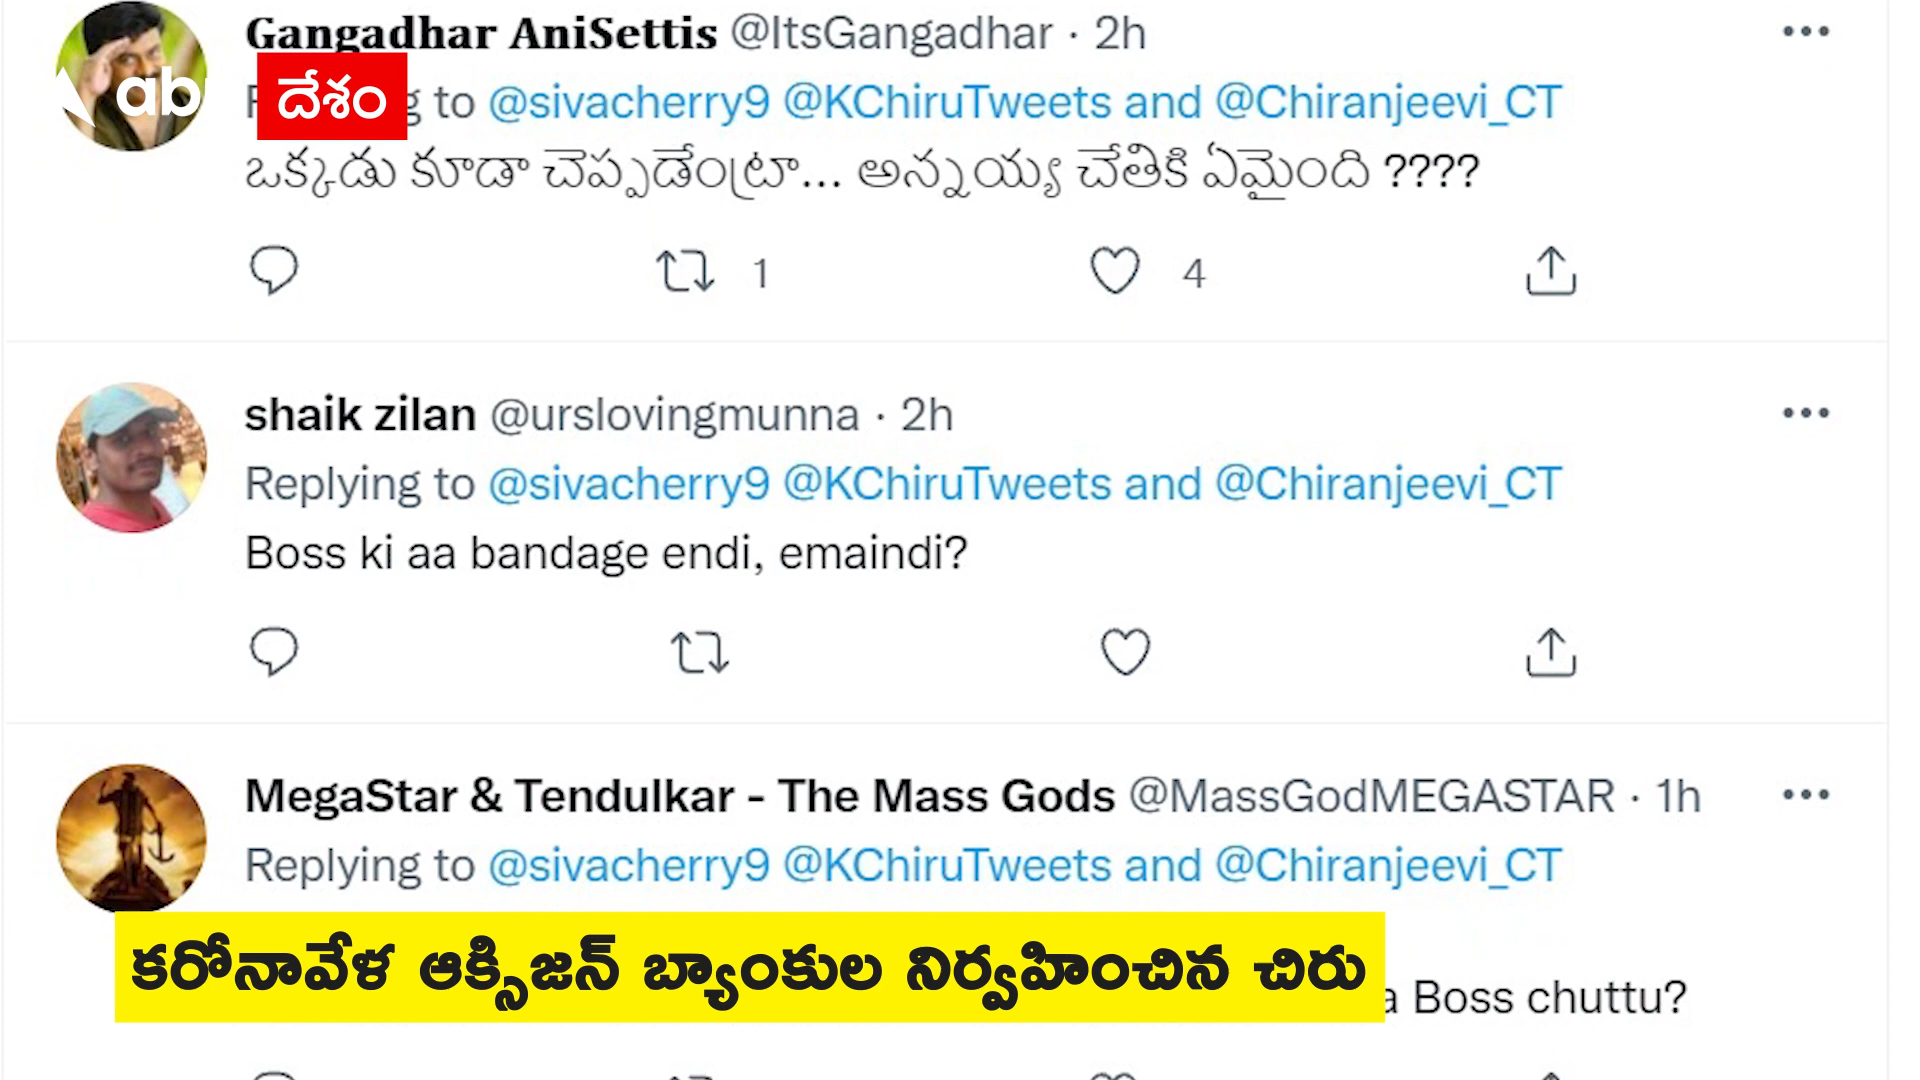 Gangadhar AniSettis @ItsGangadhar · 2h
ab దేశం
to @sivacherry9 @KChiruTweets and @Chiranjeevi_CT
ఒక్కడు కూడా చెప్పడేంట్రా... అన్నయ్య చేతికి ఏమైంది ????
1 4
shaik zilan @urslovingmunna · 2h
Replying to @sivacherry9 @KChiruTweets and @Chiranjeevi_CT
Boss ki aa bandage endi, emaindi?
MegaStar & Tendulkar - The Mass Gods @MassGodMEGASTAR · 1h
Replying to @sivacherry9 @KChiruTweets and @Chiranjeevi_CT
కరోనావేళ ఆక్సిజన్ బ్యాంకుల నిర్వహించిన చిరు
Boss chuttu?